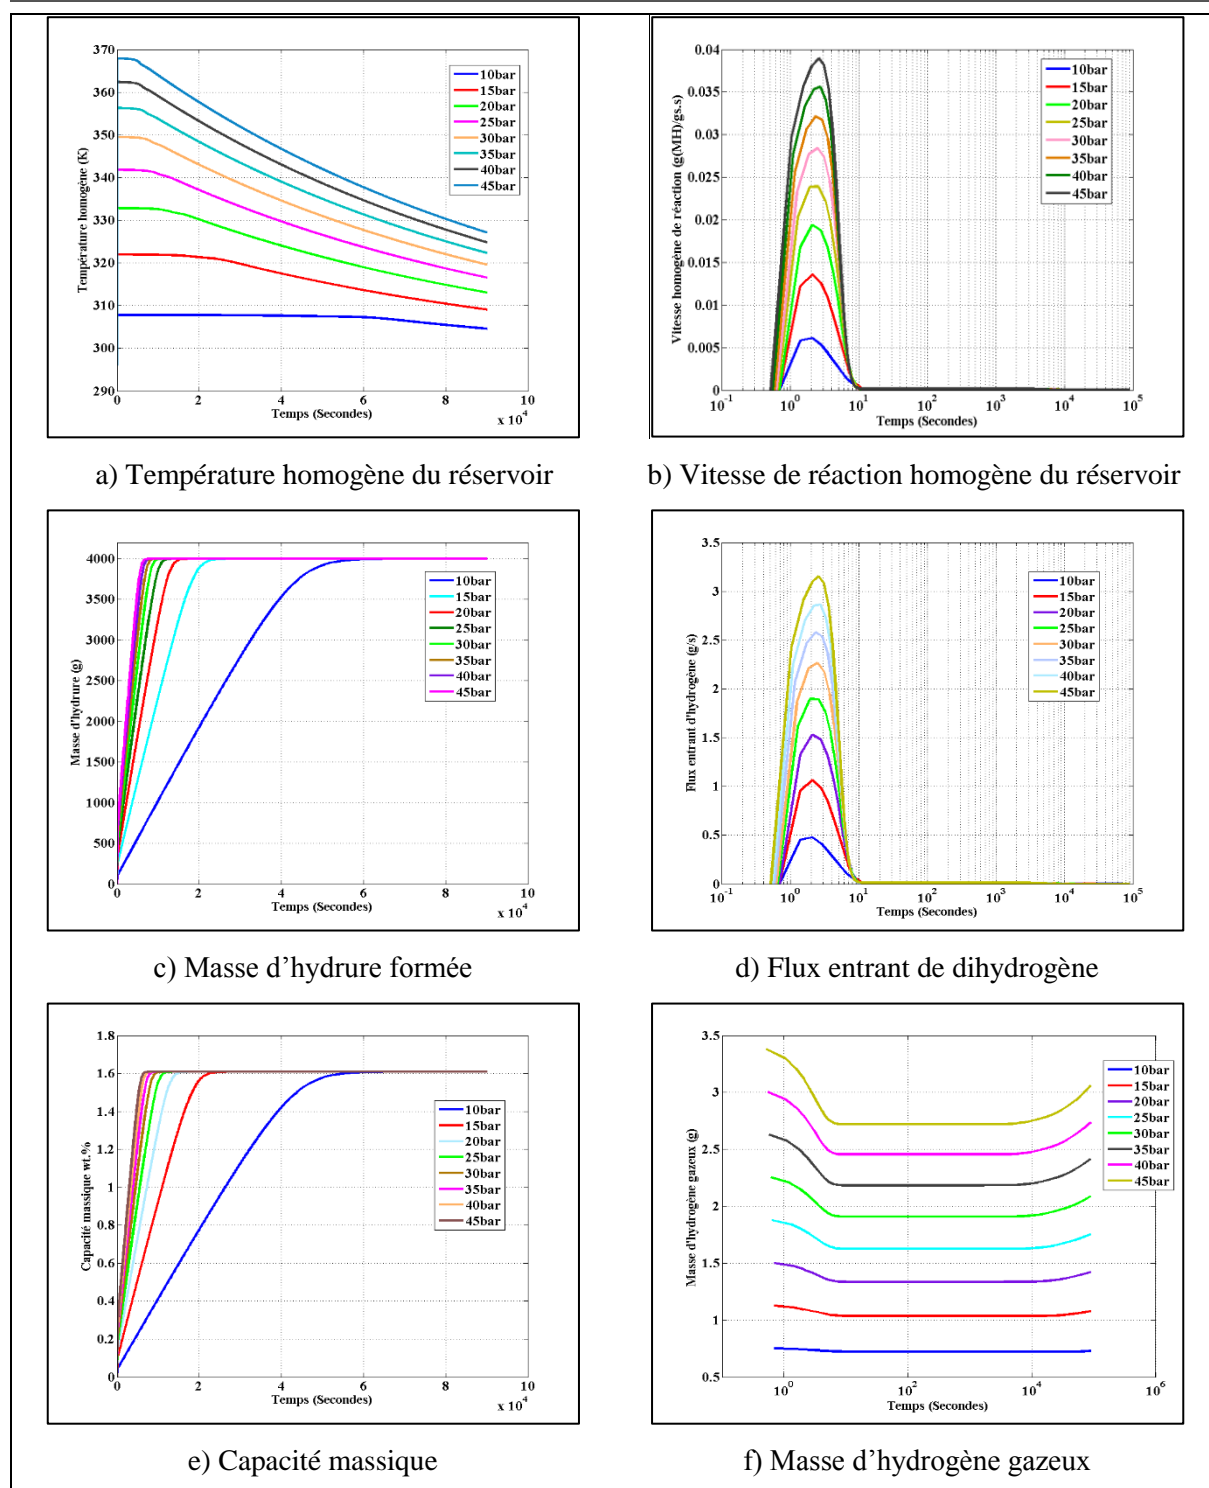 370
360
350
340
330
320
310
300
290
0
2
4
6
8
10
x 10^4
Température homogène (K)
Temps (Secondes)
10bar
15bar
20bar
25bar
30bar
35bar
40bar
45bar
0.04
0.035
0.03
0.025
0.02
0.015
0.01
0.005
0
10^-1
10^0
10^1
10^2
10^3
10^4
10^5
Vitesse homogène de réaction (g(MH)/gs.s)
Temps (Secondes)
10bar
15bar
20bar
25bar
30bar
35bar
40bar
45bar
a) Température homogène du réservoir
b) Vitesse de réaction homogène du réservoir
4000
3500
3000
2500
2000
1500
1000
500
0
0
2
4
6
8
10
x 10^4
Masse d'hydrure (g)
Temps (Secondes)
10bar
15bar
20bar
25bar
30bar
35bar
40bar
45bar
3.5
3
2.5
2
1.5
1
0.5
0
10^-1
10^0
10^1
10^2
10^3
10^4
10^5
Flux entrant d'hydrogène (g/s)
Temps (Secondes)
10bar
15bar
20bar
25bar
30bar
35bar
40bar
45bar
c) Masse d’hydrure formée
d) Flux entrant de dihydrogène
1.8
1.6
1.4
1.2
1
0.8
0.6
0.4
0.2
0
0
2
4
6
8
10
x 10^4
Capacité massique wt.%
Temps (Secondes)
10bar
15bar
20bar
25bar
30bar
35bar
40bar
45bar
3.5
3
2.5
2
1.5
1
0.5
10^0
10^2
10^4
10^6
Masse d'hydrogène gazeux (g)
Temps (Secondes)
10bar
15bar
20bar
25bar
30bar
35bar
40bar
45bar
e) Capacité massique
f) Masse d’hydrogène gazeux